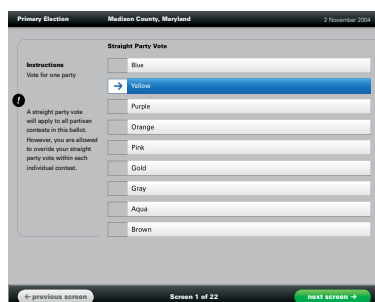 Primary Election
Madison County, Maryland
2 November 2004
Straight Party Vote
Instructions
Vote for one party
!
A straight party vote
will apply to all partisan
contests in this ballot.
However, you are allowed
to overide your straight
party vote within each
individual contest.
Blue
→ Yellow
Purple
Orange
Pink
Gold
Gray
Aqua
Brown
← previous screen
Screen 1 of 22
next screen →